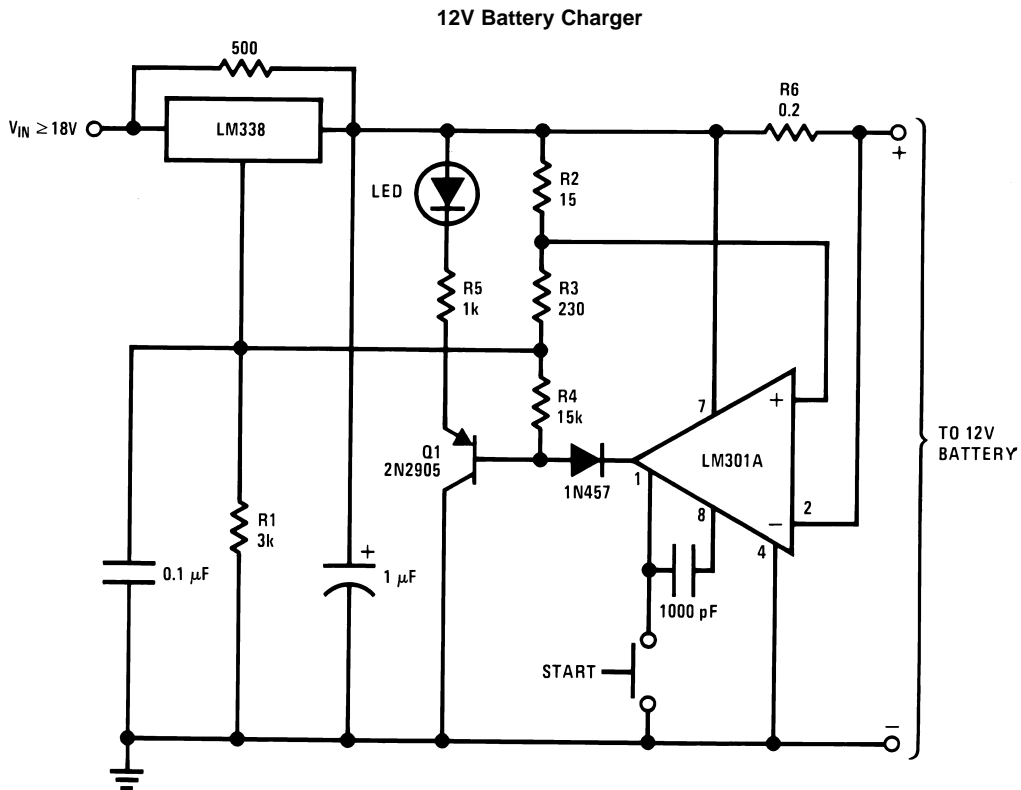 12V Battery Charger
500
V_IN ≥ 18V
LM338
R6
0.2
+
LED
R2
15
R5
1k
R3
230
R4
15k
7
+
Q1
2N2905
1N457
1
LM301A
TO 12V
BATTERY
8
−
2
4
R1
3k
0.1 μF
+
1 μF
1000 pF
START
−